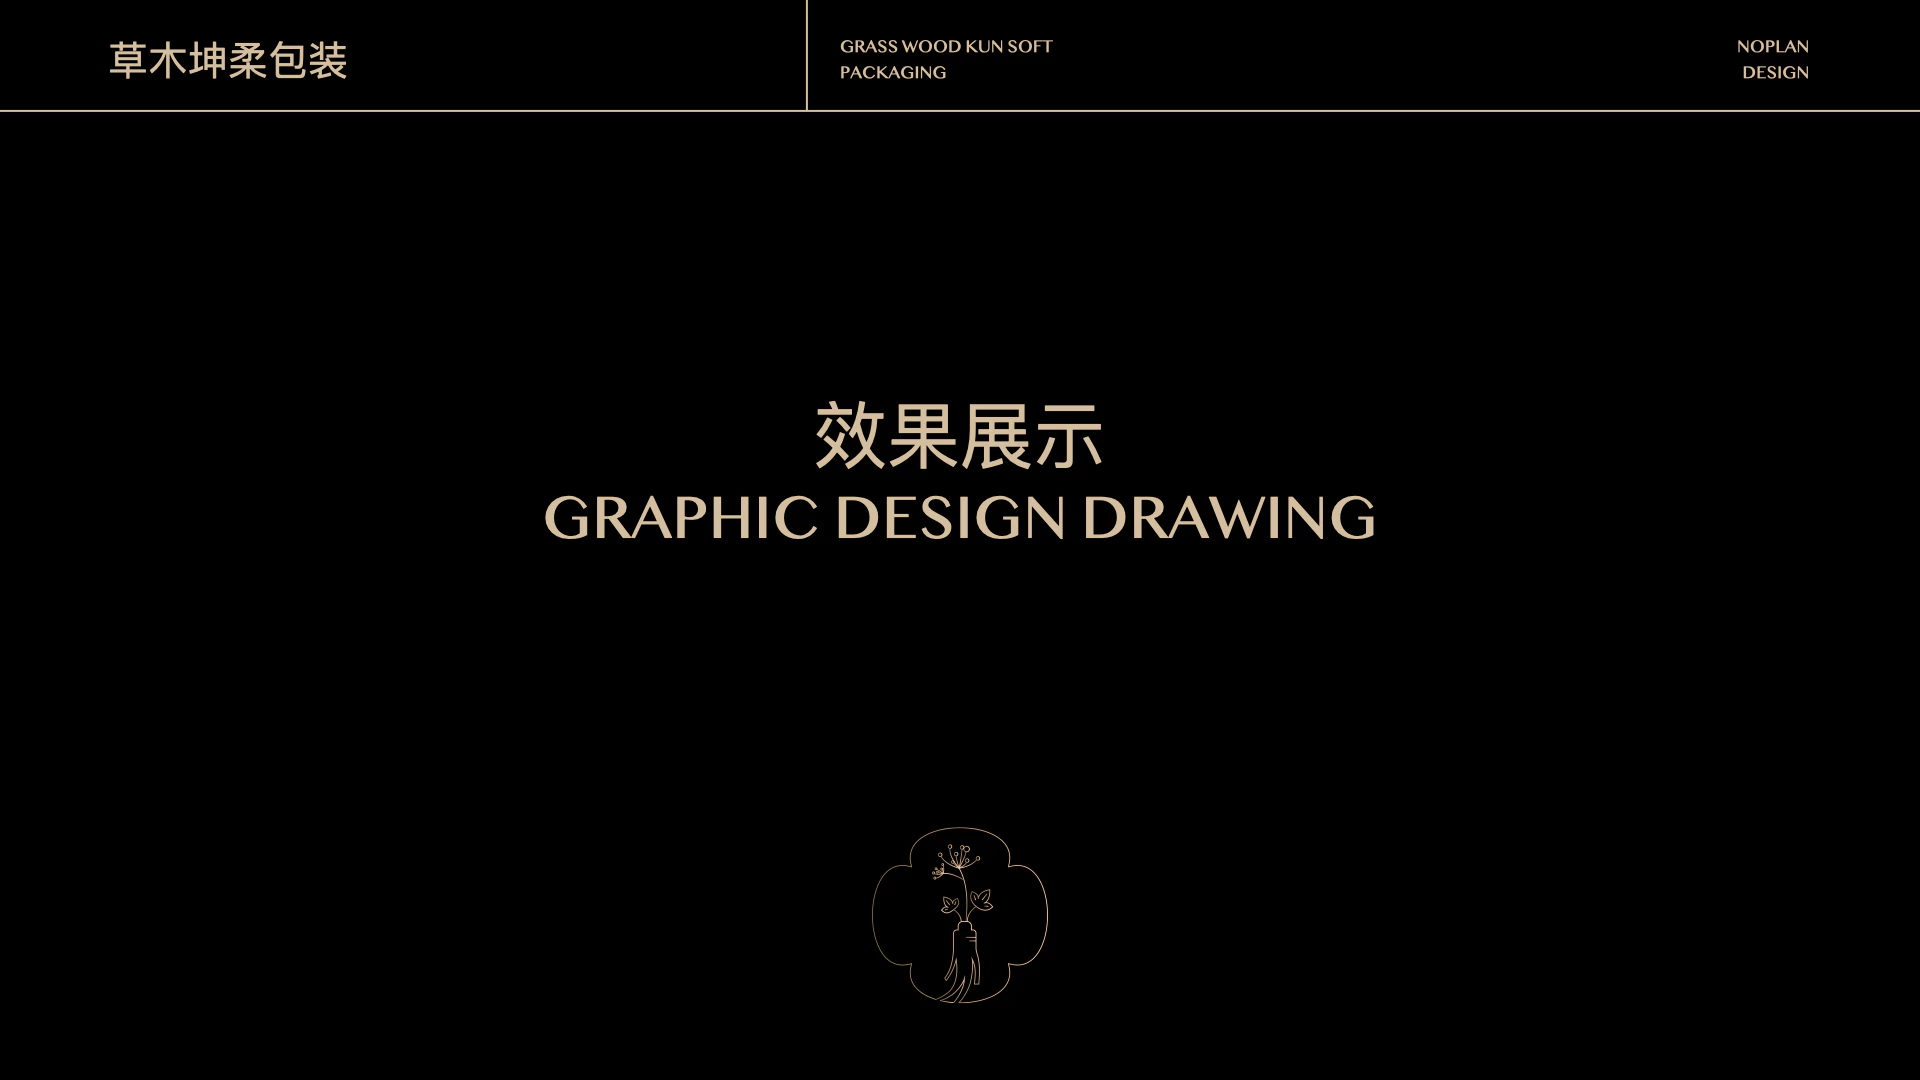 草木坤柔包装
GRASS WOOD KUN SOFT
PACKAGING
NOPLAN
DESIGN
效果展示
GRAPHIC DESIGN DRAWING